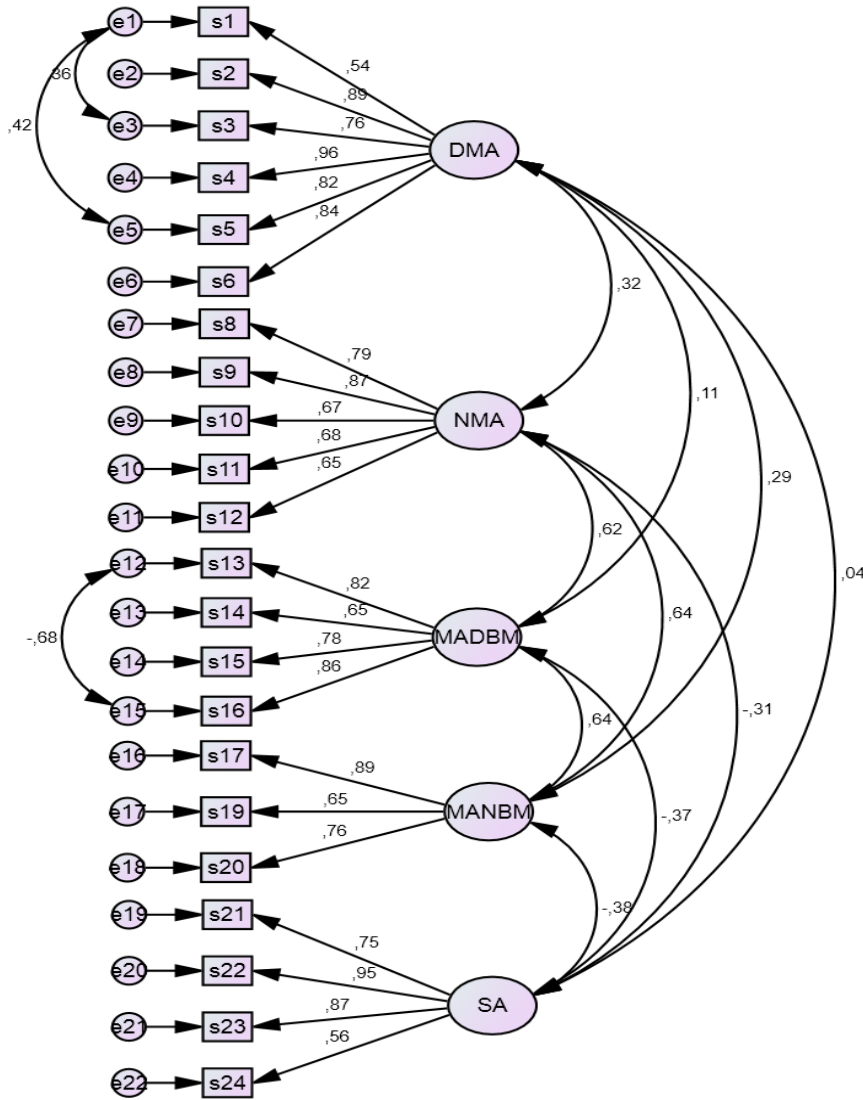 e1 s1
,54
36 e2 s2
,89
,42 e3 s3
,76
DMA
e4 s4
,96
,82
e5 s5
,84
e6 s6
,32
e7 s8
,79
e8 s9
,87
,11
e9 s10
,67
NMA
e10 s11
,68
,65
,29
e11 s12
,62
e12 s13
,82
,04
e13 s14
,65
,64
-,68
MADBM
e14 s15
,78
,86
e15 s16
-,31
,64
e16 s17
,89
e17 s19
,65
MANBM
-,37
,76
e18 s20
-,38
e19 s21
,75
e20 s22
,95
SA
e21 s23
,87
,56
e22 s24